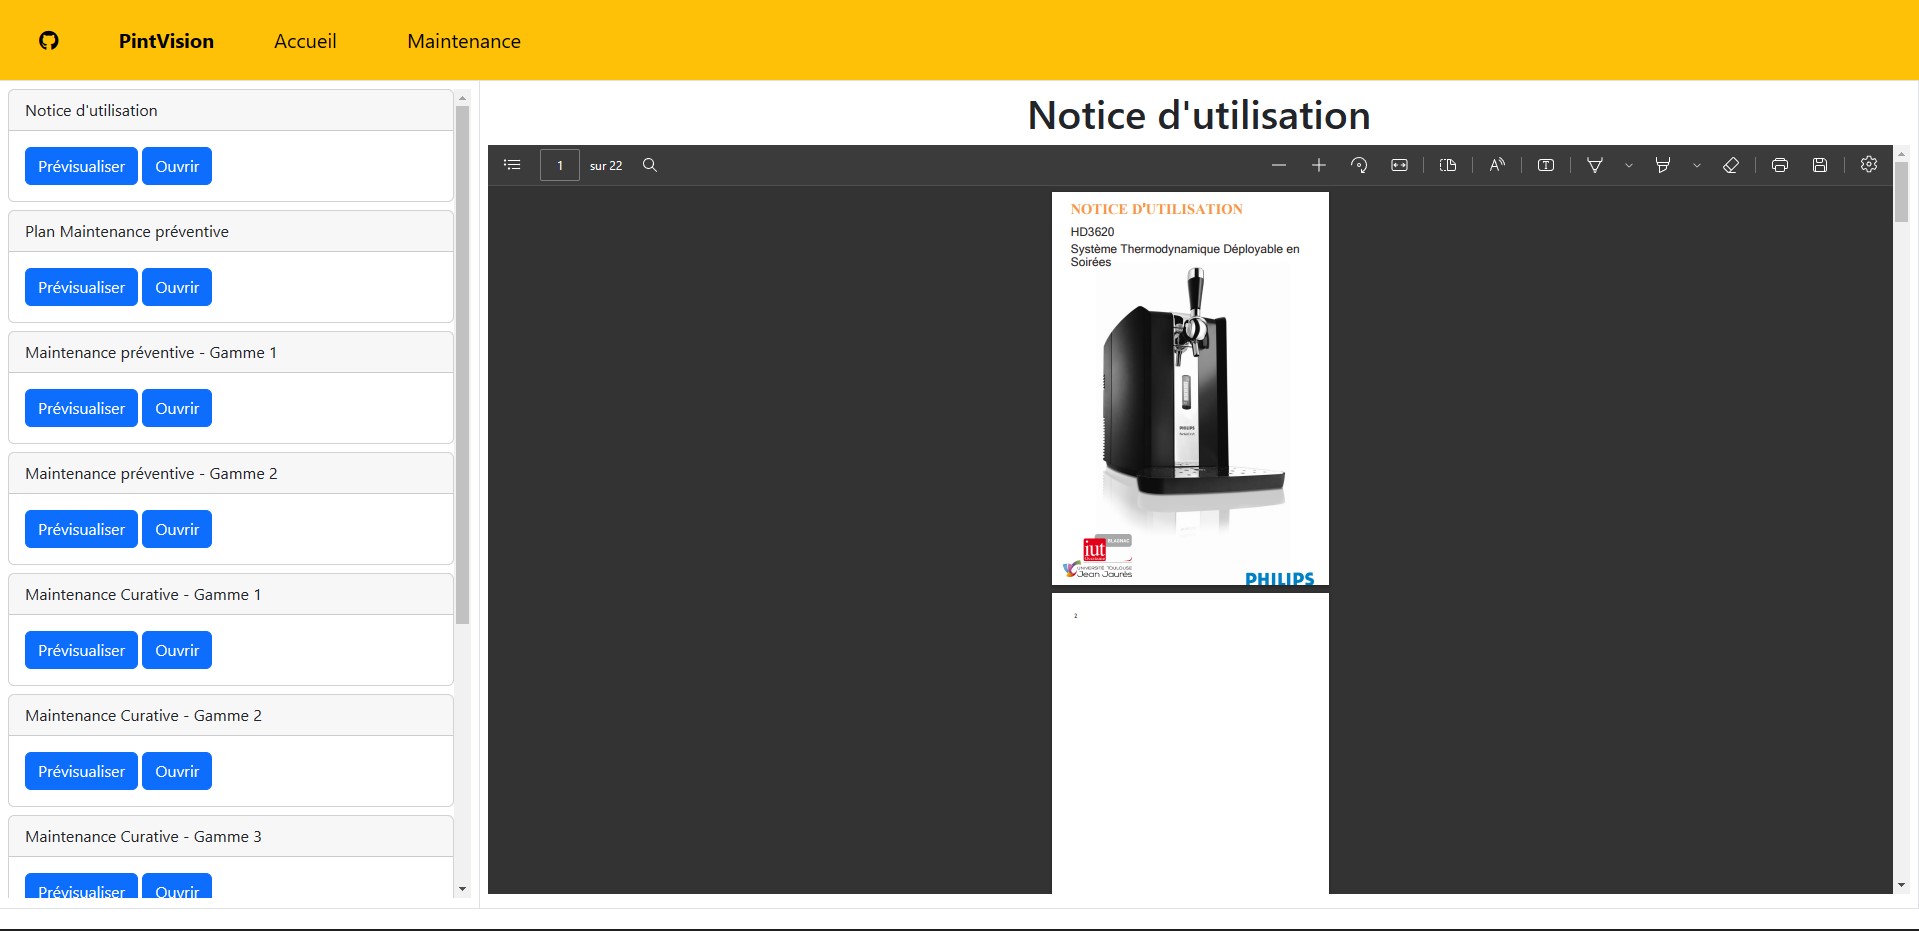 PintVision
Accueil
Maintenance
Notice d'utilisation
Prévisualiser Ouvrir
Plan Maintenance préventive
Prévisualiser Ouvrir
Maintenance préventive - Gamme 1
Prévisualiser Ouvrir
Maintenance préventive - Gamme 2
Prévisualiser Ouvrir
Maintenance Curative - Gamme 1
Prévisualiser Ouvrir
Maintenance Curative - Gamme 2
Prévisualiser Ouvrir
Maintenance Curative - Gamme 3
Prévisualiser Ouvrir
Notice d'utilisation
1 sur 22
NOTICE D'UTILISATION
HD3620
Système Thermodynamique Déployable en
Soirées
PHILIPS
BLAGNAC
iut
UNIVERSITÉ TOULOUSE
Jean Jaurès
PHILIPS
2